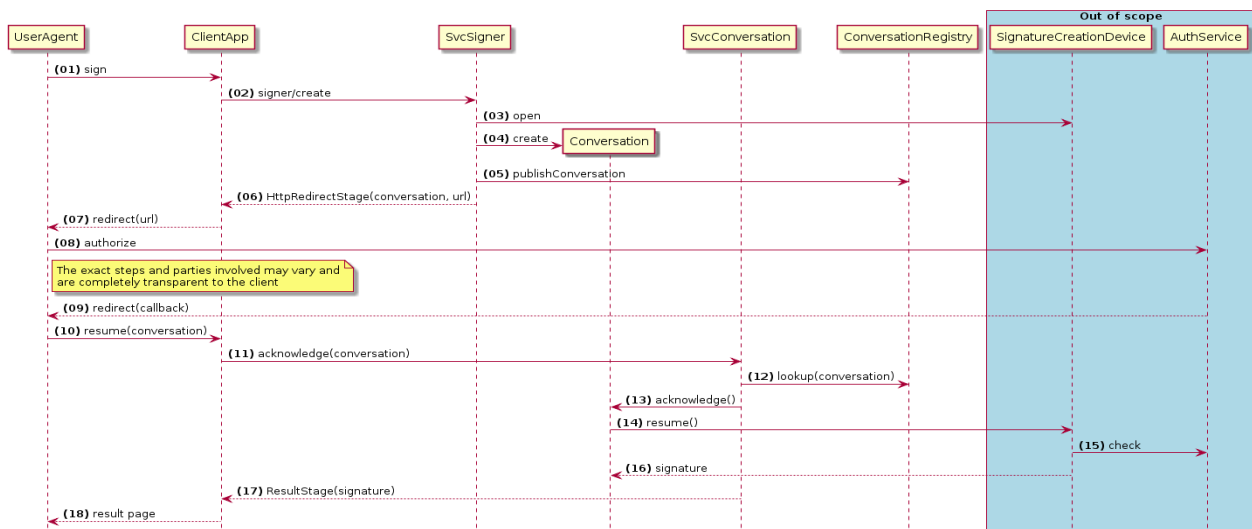 Out of scope
UserAgent
ClientApp
SvcSigner
SvcConversation
ConversationRegistry
SignatureCreationDevice
AuthService
(01) sign
(02) signer/create
(03) open
(04) create
Conversation
(05) publishConversation
(06) HttpRedirectStage(conversation, url)
(07) redirect(url)
(08) authorize
The exact steps and parties involved may vary and
are completely transparent to the client
(09) redirect(callback)
(10) resume(conversation)
(11) acknowledge(conversation)
(12) lookup(conversation)
(13) acknowledge()
(14) resume()
(15) check
(16) signature
(17) ResultStage(signature)
(18) result page